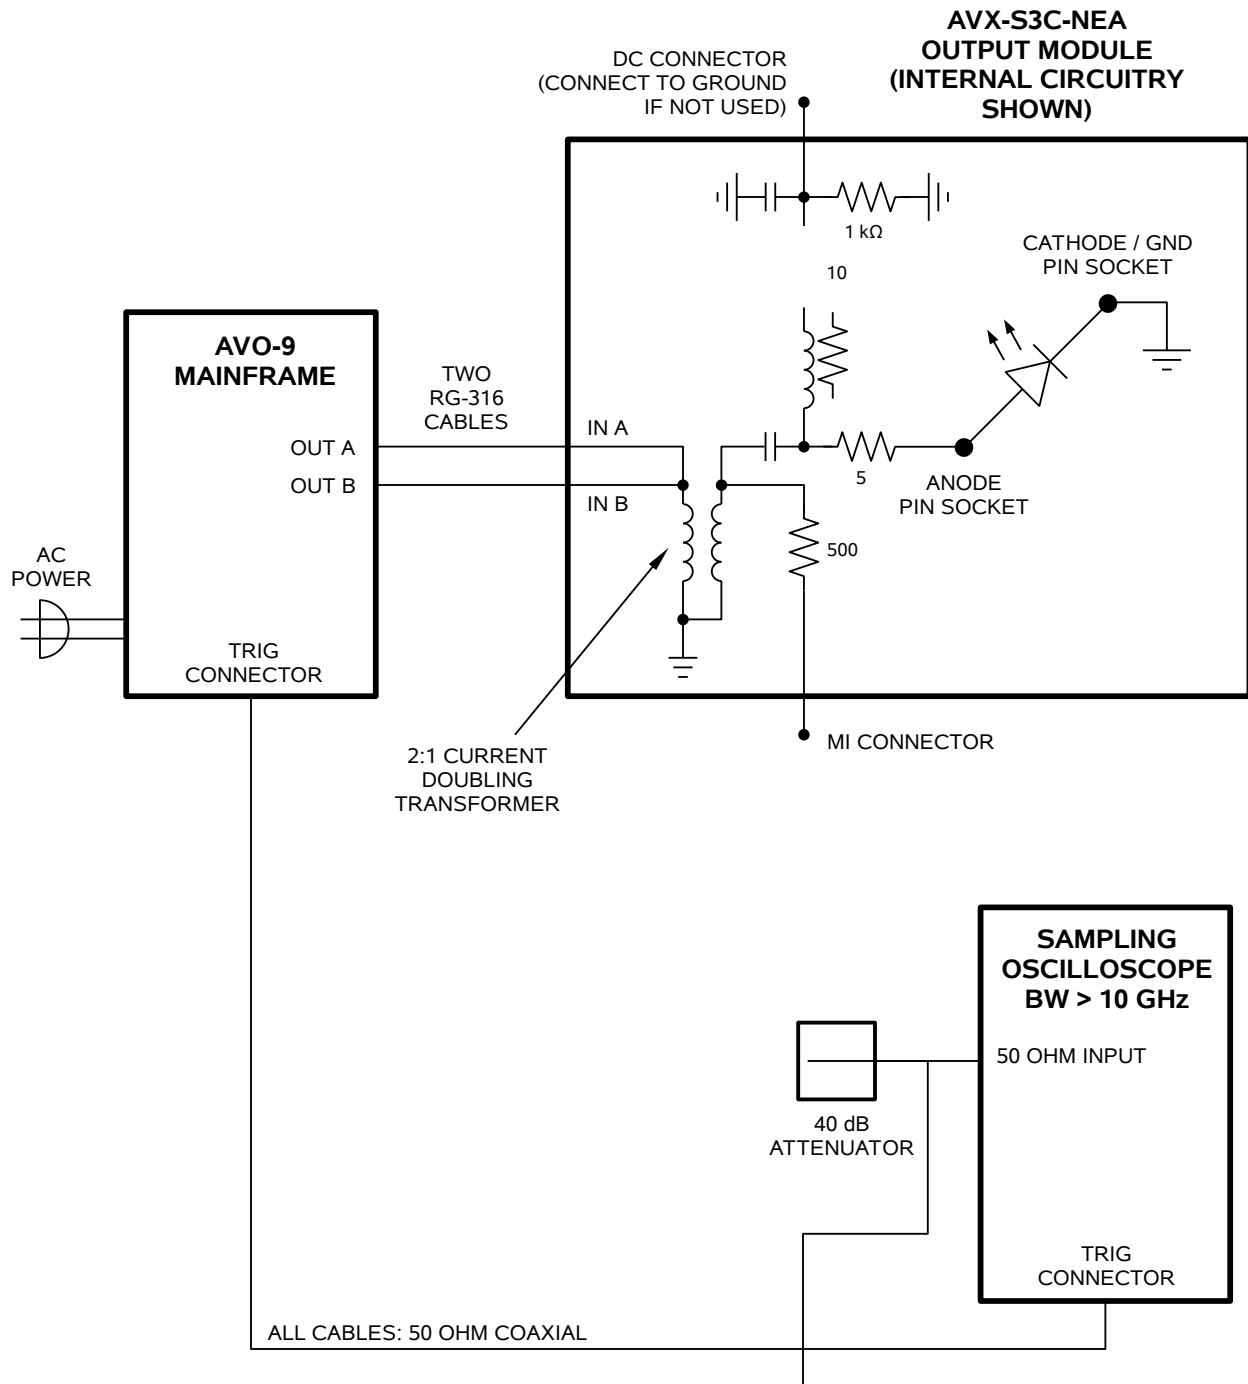 AVX-S3C-NEA
OUTPUT MODULE
(INTERNAL CIRCUITRY
SHOWN)
DC CONNECTOR
(CONNECT TO GROUND
IF NOT USED)
1 kΩ
10
CATHODE / GND
PIN SOCKET
AVO-9
MAINFRAME
TWO
RG-316
CABLES
OUT A
OUT B
IN A
IN B
5
ANODE
PIN SOCKET
500
AC
POWER
TRIG
CONNECTOR
MI CONNECTOR
2:1 CURRENT
DOUBLING
TRANSFORMER
SAMPLING
OSCILLOSCOPE
BW > 10 GHz
50 OHM INPUT
40 dB
ATTENUATOR
TRIG
CONNECTOR
ALL CABLES: 50 OHM COAXIAL